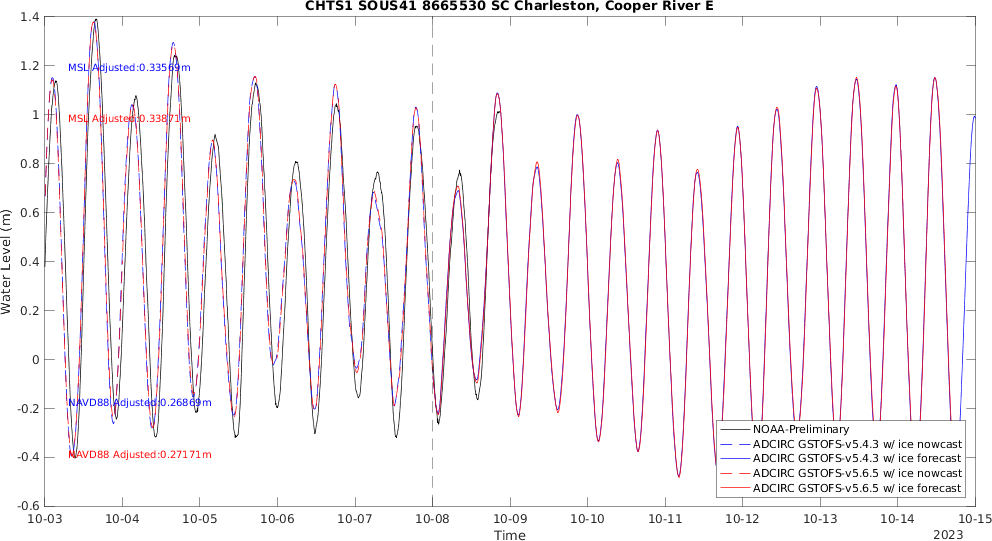 CHTS1 SOUS41 8665530 SC Charleston, Cooper River E
1.4
1.2
1
0.8
0.6
0.4
0.2
0
-0.2
-0.4
-0.6
Water Level (m)
MSL Adjusted:0.33569m
MSL Adjusted:0.33871m
NAVD88 Adjusted:0.26869m
NAVD88 Adjusted:0.27171m
NOAA-Preliminary
ADCIRC GSTOFS-v5.4.3 w/ ice nowcast
ADCIRC GSTOFS-v5.4.3 w/ ice forecast
ADCIRC GSTOFS-v5.6.5 w/ ice nowcast
ADCIRC GSTOFS-v5.6.5 w/ ice forecast
10-03 10-04 10-05 10-06 10-07 10-08 10-09 10-10 10-11 10-12 10-13 10-14 10-15
Time
2023